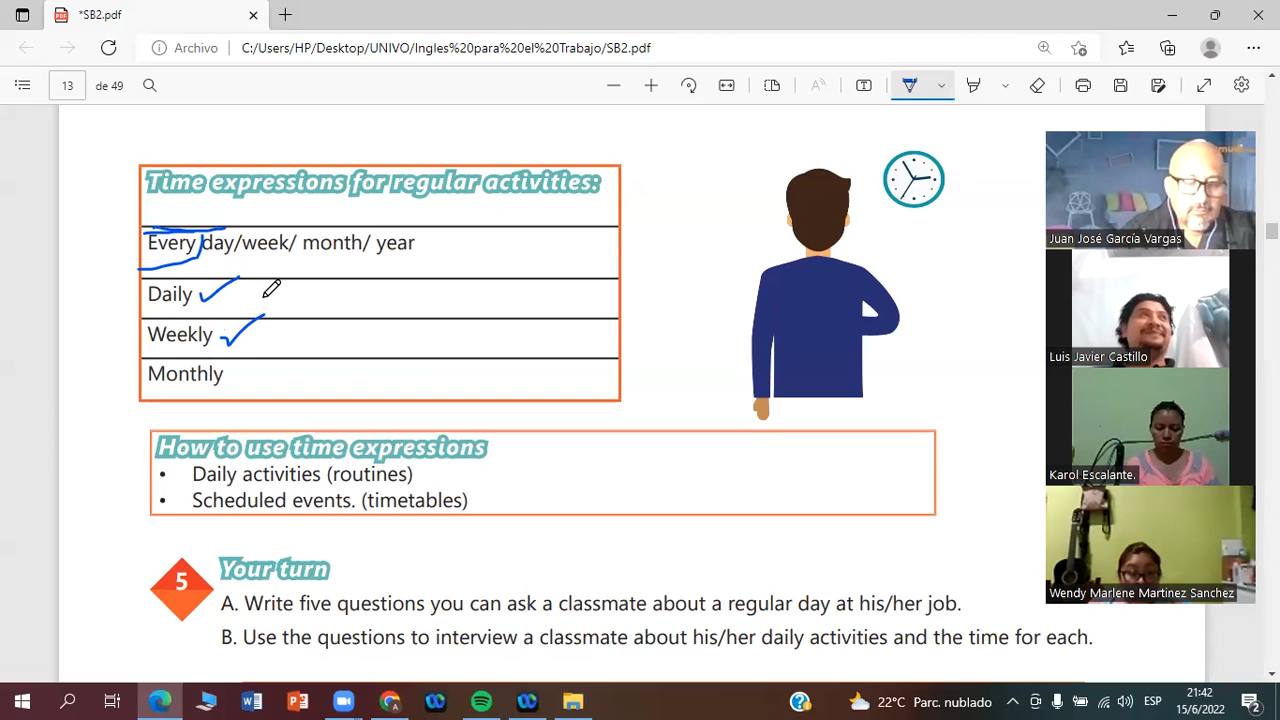 *SB2.pdf
Archivo
C:/Users/HP/Desktop/UNIVO/Ingles%20para%20el%20Trabajo/SB2.pdf
13 de 49
Time expressions for regular activities:
Every day/week/ month/ year
Daily
Weekly
Monthly
How to use time expressions
• Daily activities (routines)
• Scheduled events. (timetables)
5 Your turn
A. Write five questions you can ask a classmate about a regular day at his/her job.
B. Use the questions to interview a classmate about his/her daily activities and the time for each.
Juan José García Vargas
Luis Javier Castillo
Karol Escalante.
Wendy Marlene Martinez Sanchez
22°C Parc. nublado
ESP
21:42
15/6/2022
2